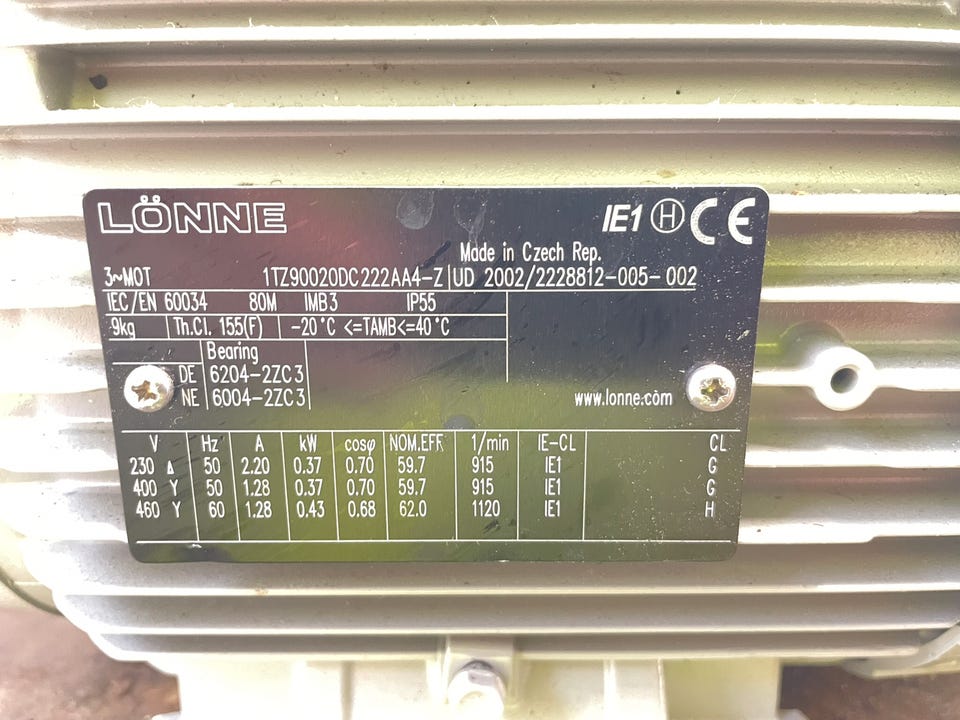 LÖNNE IE1 H CE
Made in Czech Rep.
3~MOT 1TZ90020DC222AA4-Z UD 2002/2228812-005-002
IEC/EN 60034 80M IMB3 IP55
9kg Th.Cl. 155(F) -20°C <=TAMB<=40°C
Bearing
DE 6204-2ZC3
NE 6004-2ZC3
www.lonne.com
V Hz A kW cosφ NOM.EFF. 1/min IE-CL CL
230 Δ 50 2.20 0.37 0.70 59.7 915 IE1 G
400 Y 50 1.28 0.37 0.70 59.7 915 IE1 G
460 Y 60 1.28 0.43 0.68 62.0 1120 IE1 H